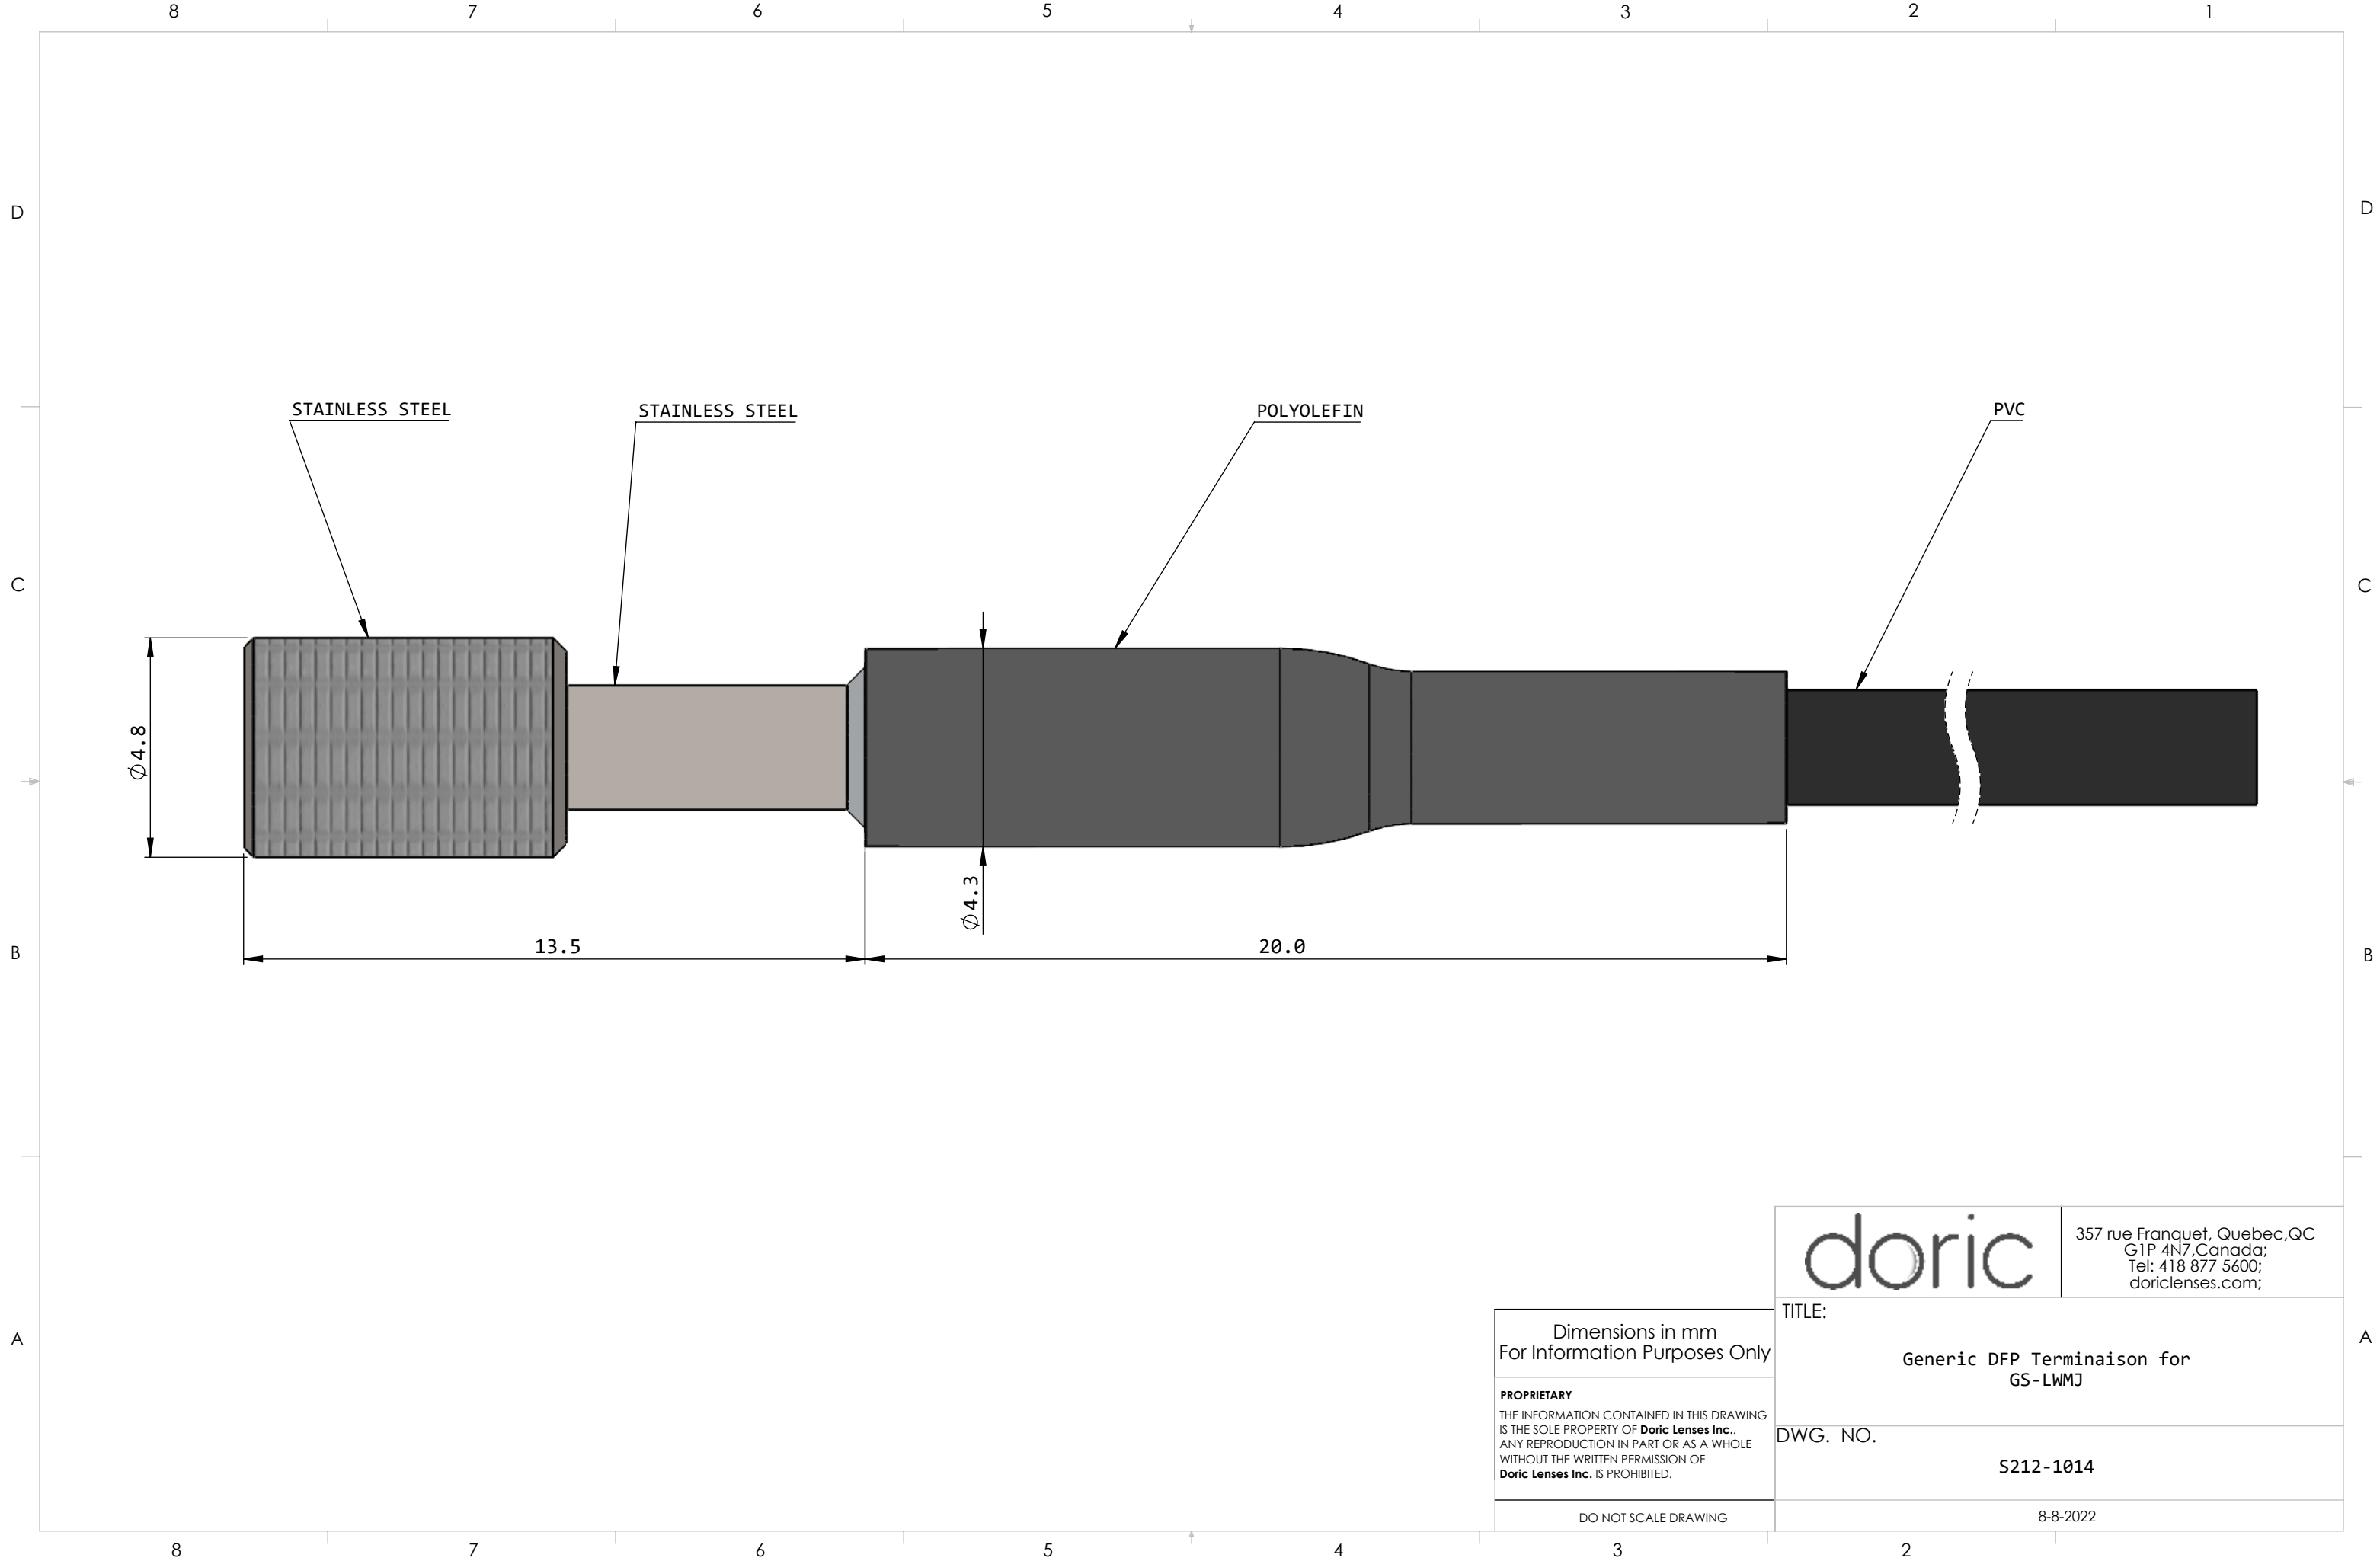 8 7 6 5 4 3 2 1
D D
STAINLESS STEEL STAINLESS STEEL POLYOLEFIN PVC
C C
∅4.8
∅4.3
13.5 20.0
B B
doric
357 rue Franquet, Quebec,QC
G1P 4N7,Canada;
Tel: 418 877 5600;
doriclenses.com;
TITLE:
Generic DFP Terminaison for
GS-LWMJ
Dimensions in mm
For Information Purposes Only
A A
PROPRIETARY
THE INFORMATION CONTAINED IN THIS DRAWING
IS THE SOLE PROPERTY OF Doric Lenses Inc..
ANY REPRODUCTION IN PART OR AS A WHOLE
WITHOUT THE WRITTEN PERMISSION OF
Doric Lenses Inc. IS PROHIBITED.
DWG. NO.
S212-1014
DO NOT SCALE DRAWING
8-8-2022
8 7 6 5 4 3 2